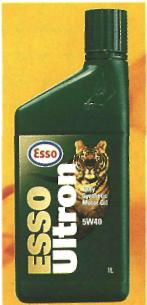 Esso
ESSO
Ultron
Fully
Synthetic
Motor Oil
5W40
1L